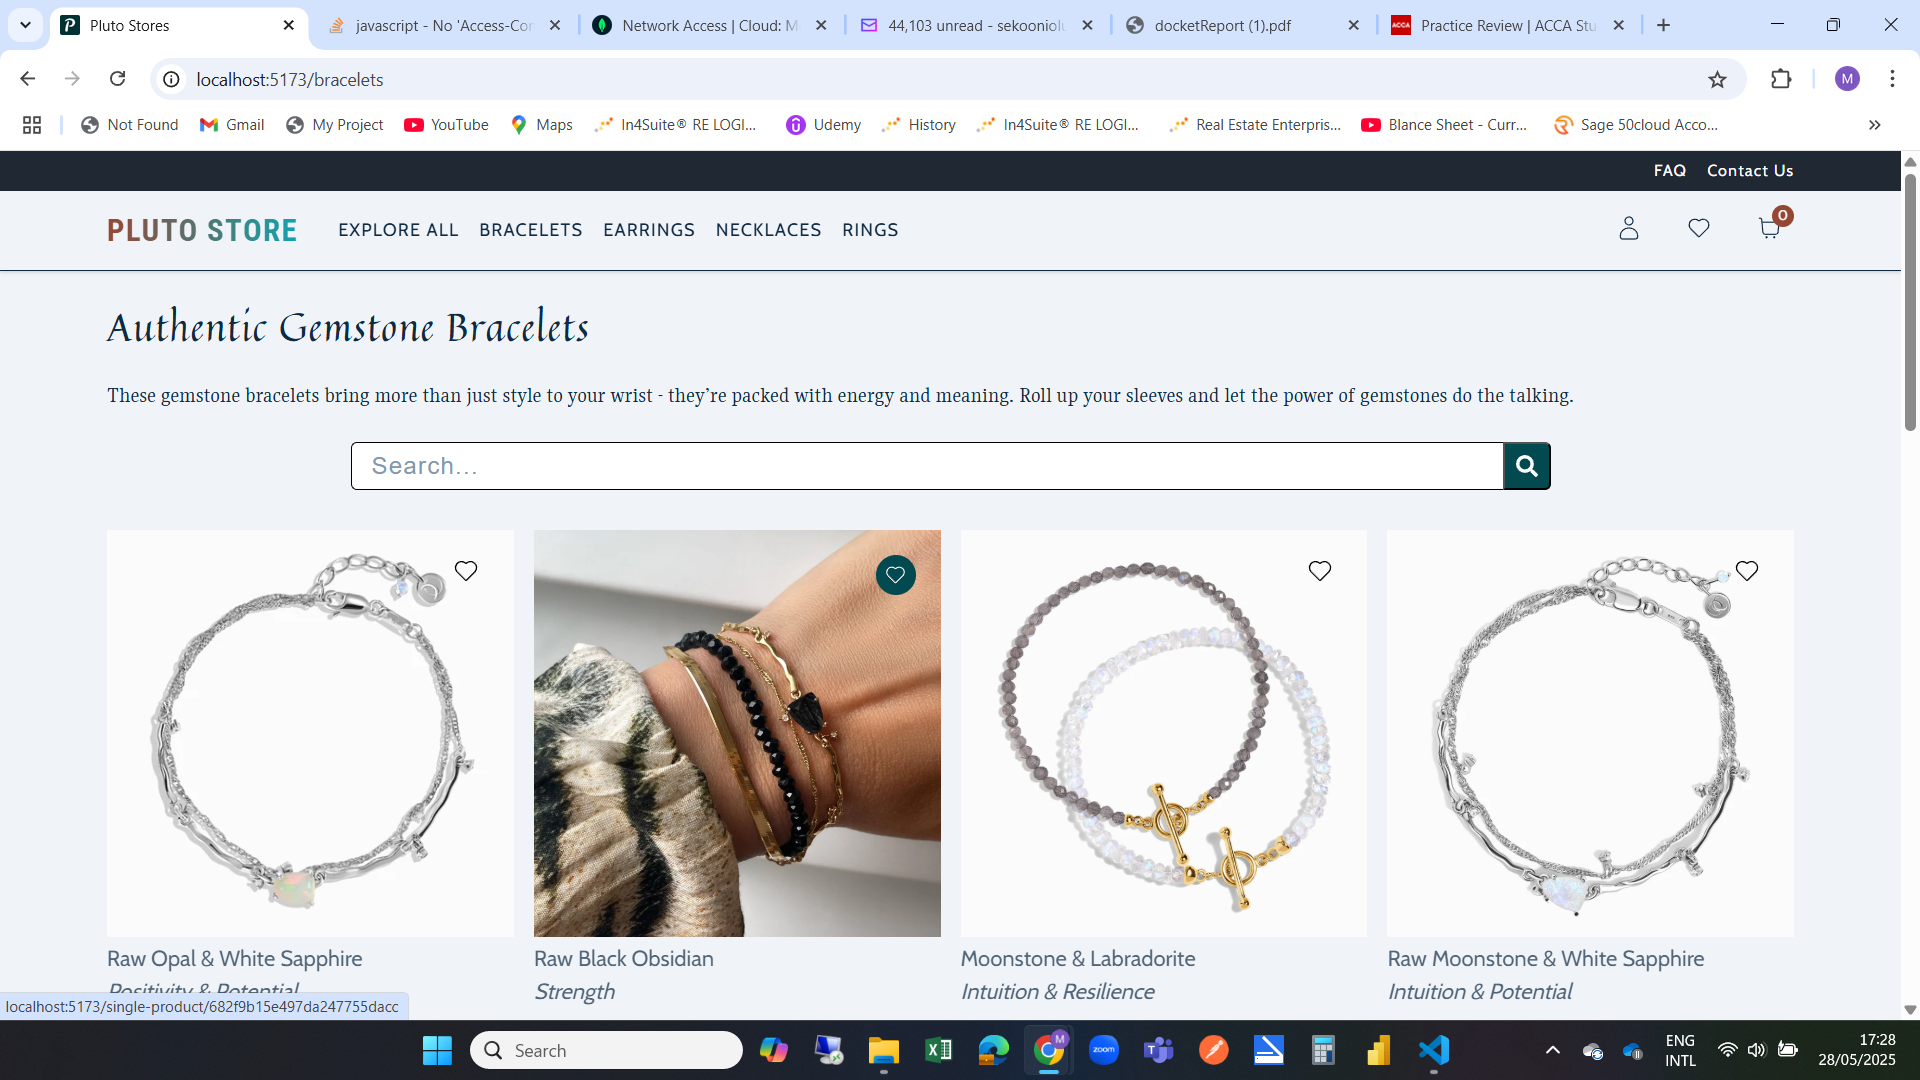 Pluto Stores
javascript - No 'Access-Cor
Network Access | Cloud: M
44,103 unread - sekooniolu
docketReport (1).pdf
Practice Review | ACCA Stu
localhost:5173/bracelets
M
Not Found
Gmail
My Project
YouTube
Maps
In4Suite® RE LOGI...
Udemy
History
In4Suite® RE LOGI...
Real Estate Enterpris...
Blance Sheet - Curr...
Sage 50cloud Acco...
FAQ
Contact Us
PLUTO STORE
EXPLORE ALL
BRACELETS
EARRINGS
NECKLACES
RINGS
0
Authentic Gemstone Bracelets
These gemstone bracelets bring more than just style to your wrist - they're packed with energy and meaning. Roll up your sleeves and let the power of gemstones do the talking.
Search...
Raw Opal & White Sapphire
Positivity & Potential
Raw Black Obsidian
Strength
Moonstone & Labradorite
Intuition & Resilience
Raw Moonstone & White Sapphire
Intuition & Potential
localhost:5173/single-product/682f9b15e497da247755dacc
Search
M
zoom
ENG
INTL
17:28
28/05/2025